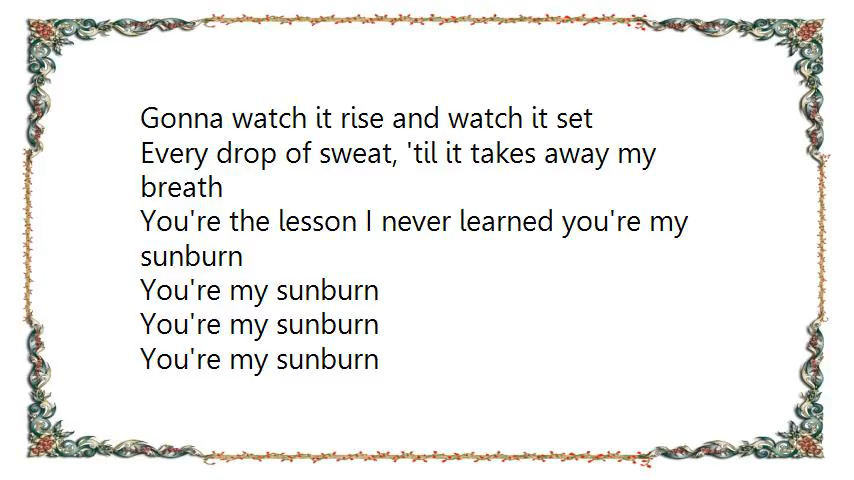 Gonna watch it rise and watch it set
Every drop of sweat, 'til it takes away my
breath
You're the lesson I never learned you're my
sunburn
You're my sunburn
You're my sunburn
You're my sunburn